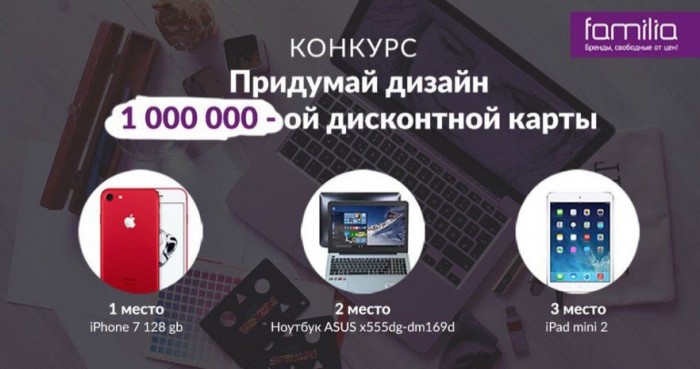 familia
Бренды, свободные от цен!
КОНКУРС
Придумай дизайн
1 000 000 -ой дисконтной карты
1 место
iPhone 7 128 gb
2 место
Ноутбук ASUS x555dg-dm169d
3 место
iPad mini 2